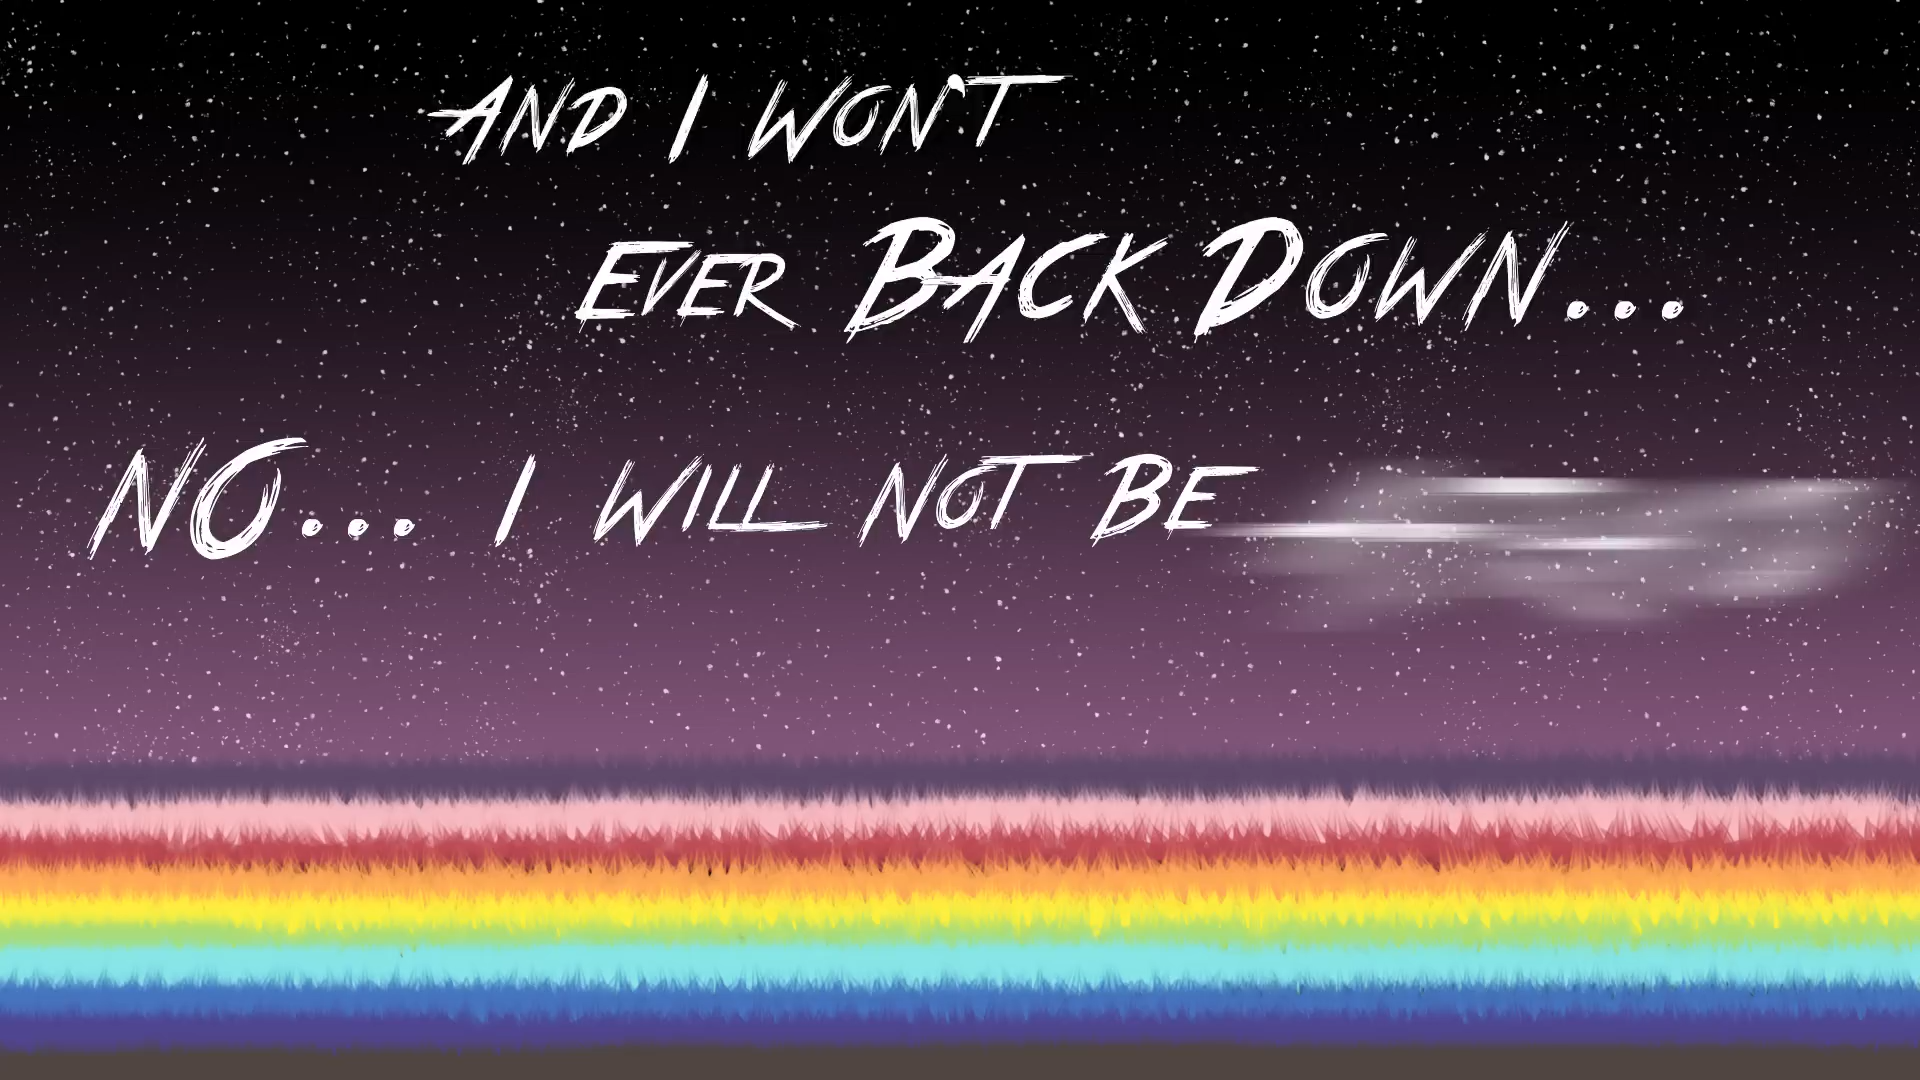 AND I WON'T
EVER BACK DOWN...
NO... I WILL NOT BE